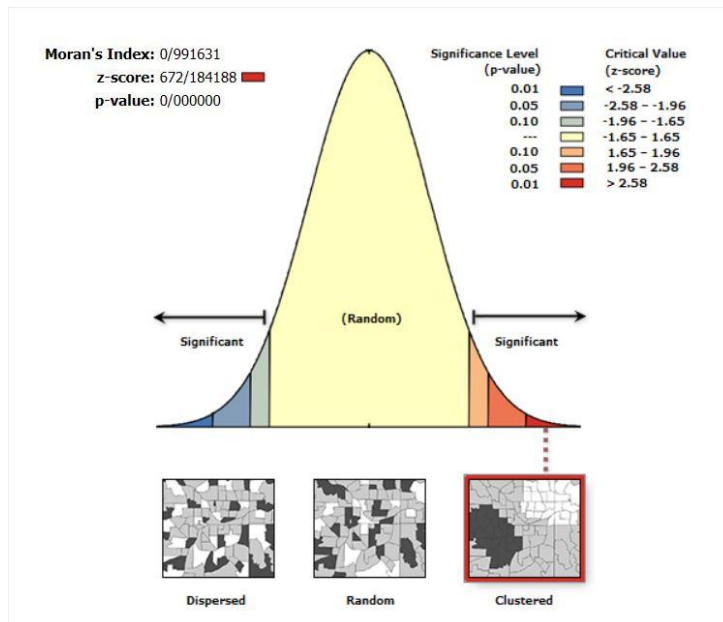 Moran's Index: 0/991631
z-score: 672/184188
p-value: 0/000000
Significance Level
(p-value)
Critical Value
(z-score)
0.01 < -2.58
0.05 -2.58 – -1.96
0.10 -1.96 – -1.65
--- -1.65 – 1.65
0.10 1.65 – 1.96
0.05 1.96 – 2.58
0.01 > 2.58
(Random)
Significant
Significant
Dispersed
Random
Clustered